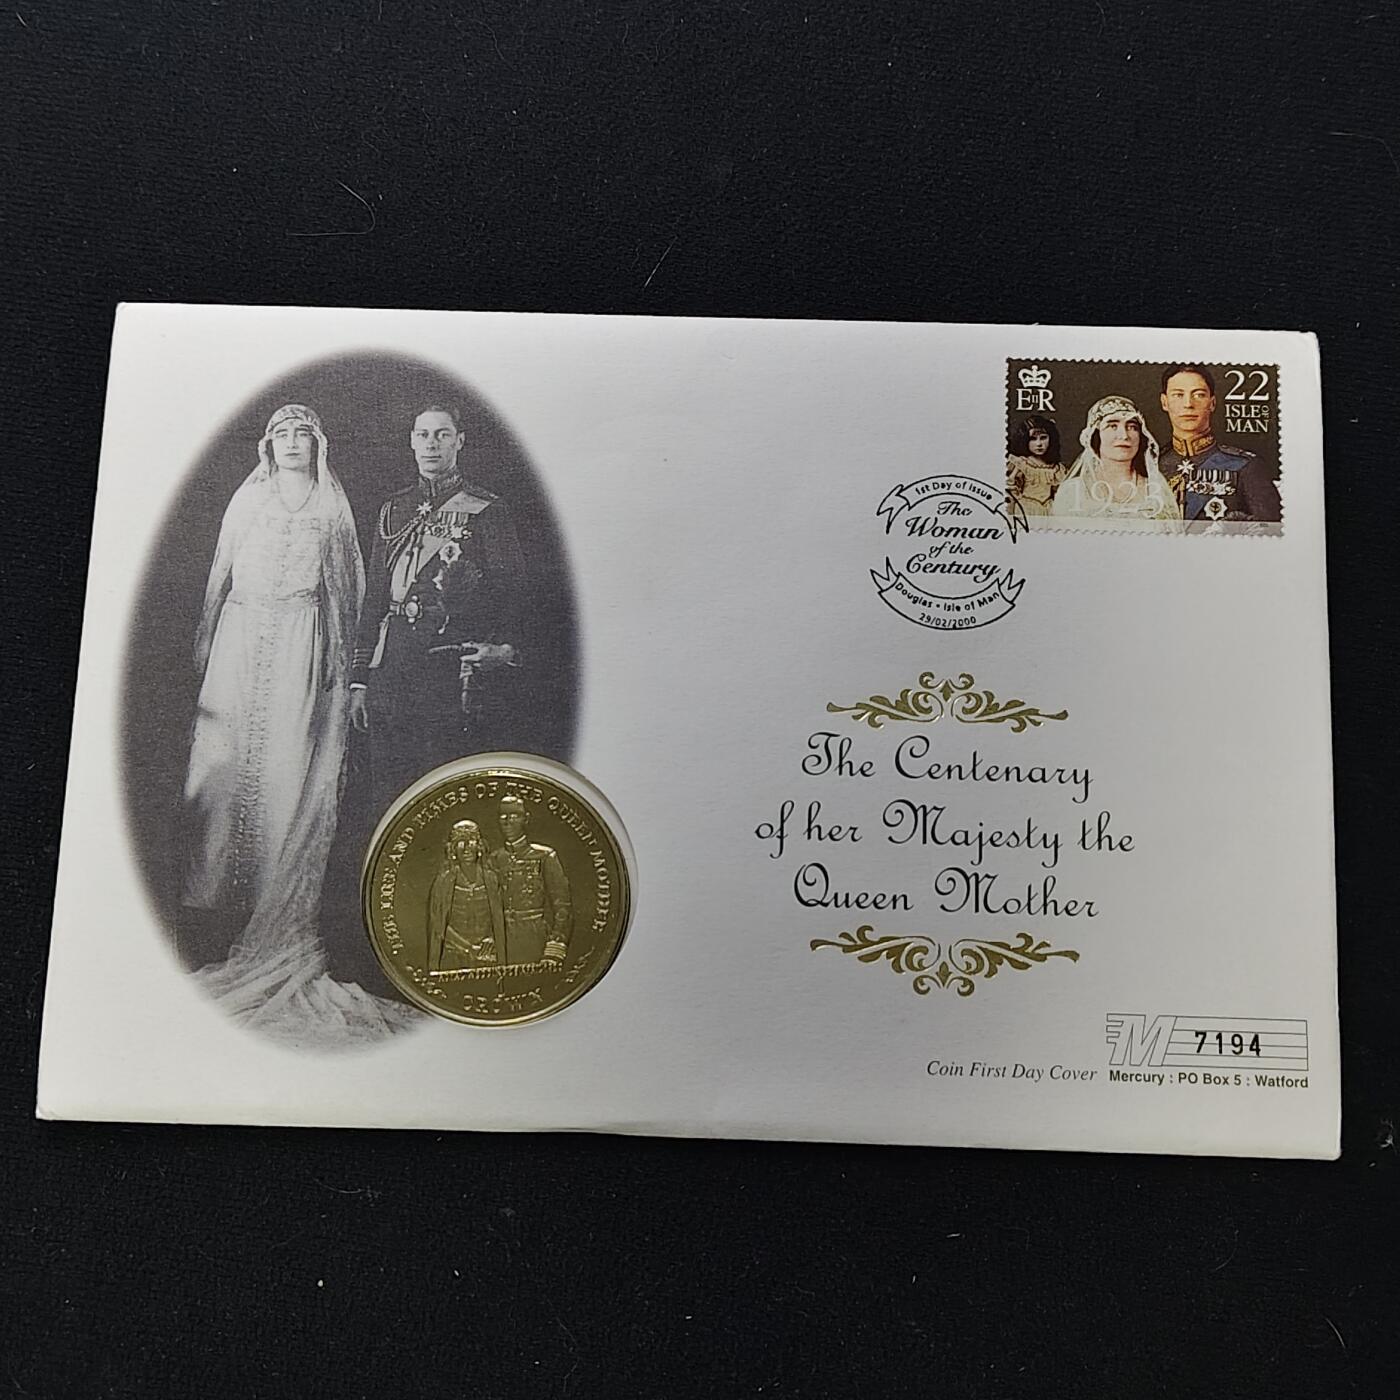 EIIR
22
ISLE OF
MAN
1923
1st Day of Issue
The
Woman
of the
Century
Douglas • Isle of Man
29/02/2000
The Centenary
of her Majesty the
Queen Mother
THE LIFE AND TIMES OF THE QUEEN MOTHER
CROWN
M
7194
Coin First Day Cover
Mercury : PO Box 5 : Watford